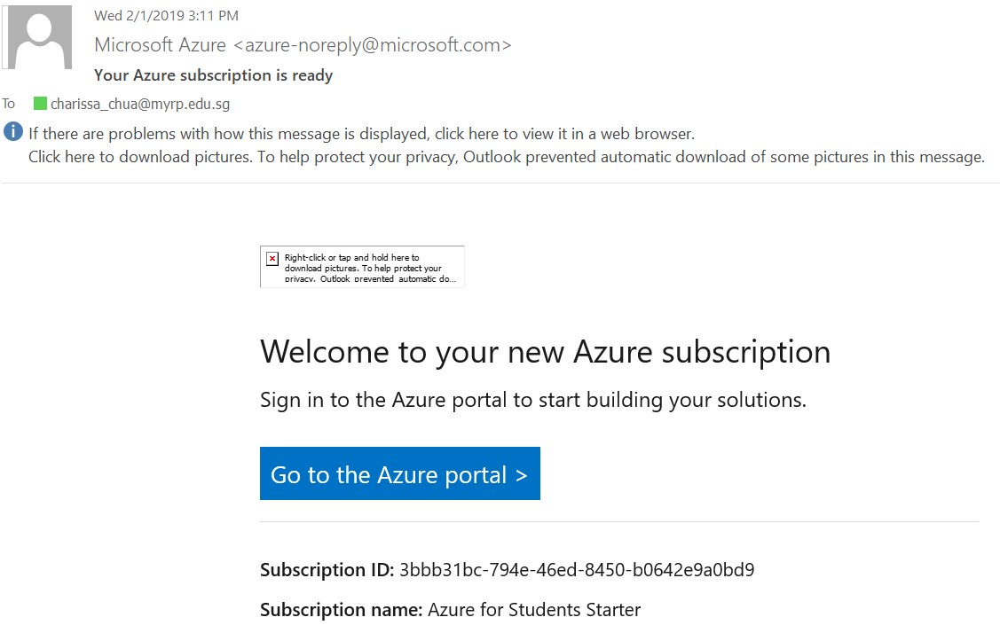 Wed 2/1/2019 3:11 PM
Microsoft Azure <azure-noreply@microsoft.com>
Your Azure subscription is ready
To charissa_chua@myrp.edu.sg
If there are problems with how this message is displayed, click here to view it in a web browser.
Click here to download pictures. To help protect your privacy, Outlook prevented automatic download of some pictures in this message.
Right-click or tap and hold here to
download pictures. To help protect your
privacy, Outlook prevented automatic do...
Welcome to your new Azure subscription
Sign in to the Azure portal to start building your solutions.
Go to the Azure portal >
Subscription ID: 3bbb31bc-794e-46ed-8450-b0642e9a0bd9
Subscription name: Azure for Students Starter